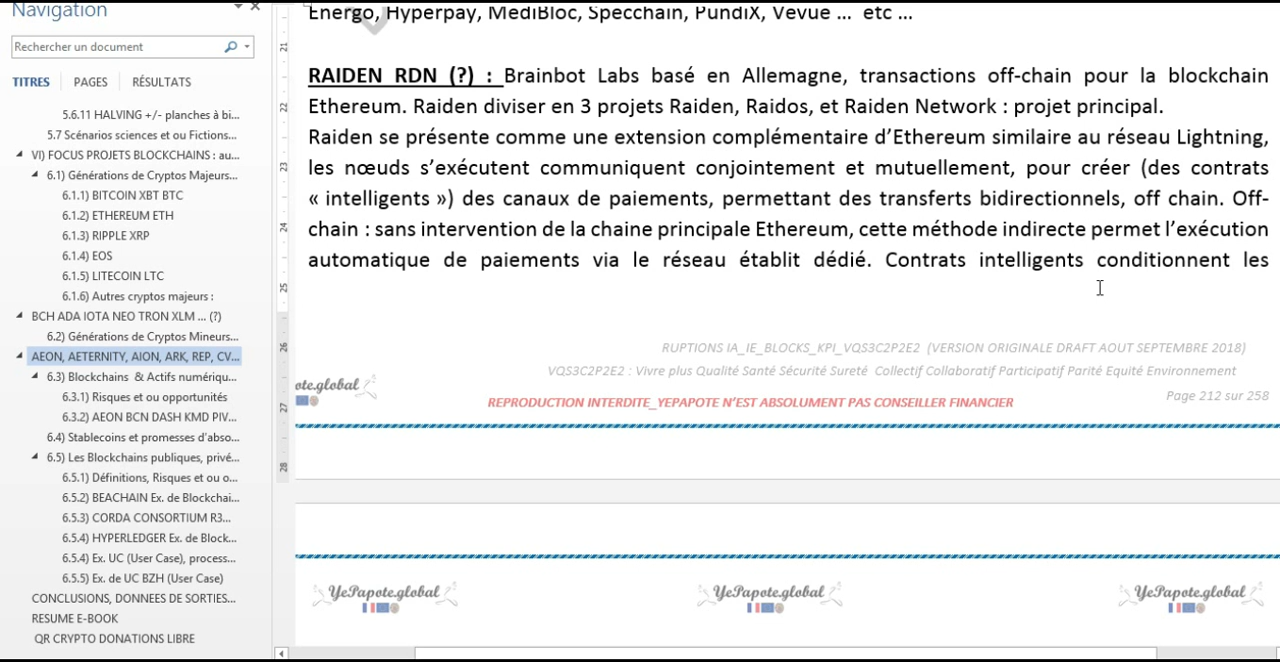 Navigation
Rechercher un document
TITRES PAGES RÉSULTATS
5.6.11 HALVING +/- planches à bi...
5.7 Scénarios sciences et ou Fictions...
VI) FOCUS PROJETS BLOCKCHAINS : au...
6.1) Générations de Cryptos Majeurs...
6.1.1) BITCOIN XBT BTC
6.1.2) ETHEREUM ETH
6.1.3) RIPPLE XRP
6.1.4) EOS
6.1.5) LITECOIN LTC
6.1.6) Autres cryptos majeurs :
BCH ADA IOTA NEO TRON XLM ... (?)
6.2) Générations de Cryptos Mineurs...
AEON, AETERNITY, AION, ARK, REP, CV...
6.3) Blockchains & Actifs numériqu...
6.3.1) Risques et ou opportunités
6.3.2) AEON BCN DASH KMD PIV...
6.4) Stablecoins et promesses d'abso...
6.5) Les Blockchains publiques, privé...
6.5.1) Définitions, Risques et ou o...
6.5.2) BEACHAIN Ex. de Blockchai...
6.5.3) CORDA CONSORTIUM R3...
6.5.4) HYPERLEDGER Ex. de Block...
6.5.4) Ex. UC (User Case), process...
6.5.5) Ex. de UC BZH (User Case)
CONCLUSIONS, DONNEES DE SORTIES...
RESUME E-BOOK
QR CRYPTO DONATIONS LIBRE
21
22
23
24
25
26
27
28
Energo, Hyperpay, MediBloc, Specchain, PundiX, Vevue ... etc ...
RAIDEN RDN (?) : Brainbot Labs basé en Allemagne, transactions off-chain pour la blockchain
Ethereum. Raiden diviser en 3 projets Raiden, Raidos, et Raiden Network : projet principal.
Raiden se présente comme une extension complémentaire d'Ethereum similaire au réseau Lightning,
les nœuds s'exécutent communiquent conjointement et mutuellement, pour créer (des contrats
« intelligents ») des canaux de paiements, permettant des transferts bidirectionnels, off chain. Off-
chain : sans intervention de la chaine principale Ethereum, cette méthode indirecte permet l'exécution
automatique de paiements via le réseau établit dédié. Contrats intelligents conditionnent les
RUPTIONS IA_IE_BLOCKS_KPI_VQS3C2P2E2 (VERSION ORIGINALE DRAFT AOUT SEPTEMBRE 2018)
VQS3C2P2E2 : Vivre plus Qualité Santé Sécurité Sureté Collectif Collaboratif Participatif Parité Equité Environnement
ote.global
REPRODUCTION INTERDITE_YEPAPOTE N'EST ABSOLUMENT PAS CONSEILLER FINANCIER
Page 212 sur 258
YePapote.global YePapote.global YePapote.global